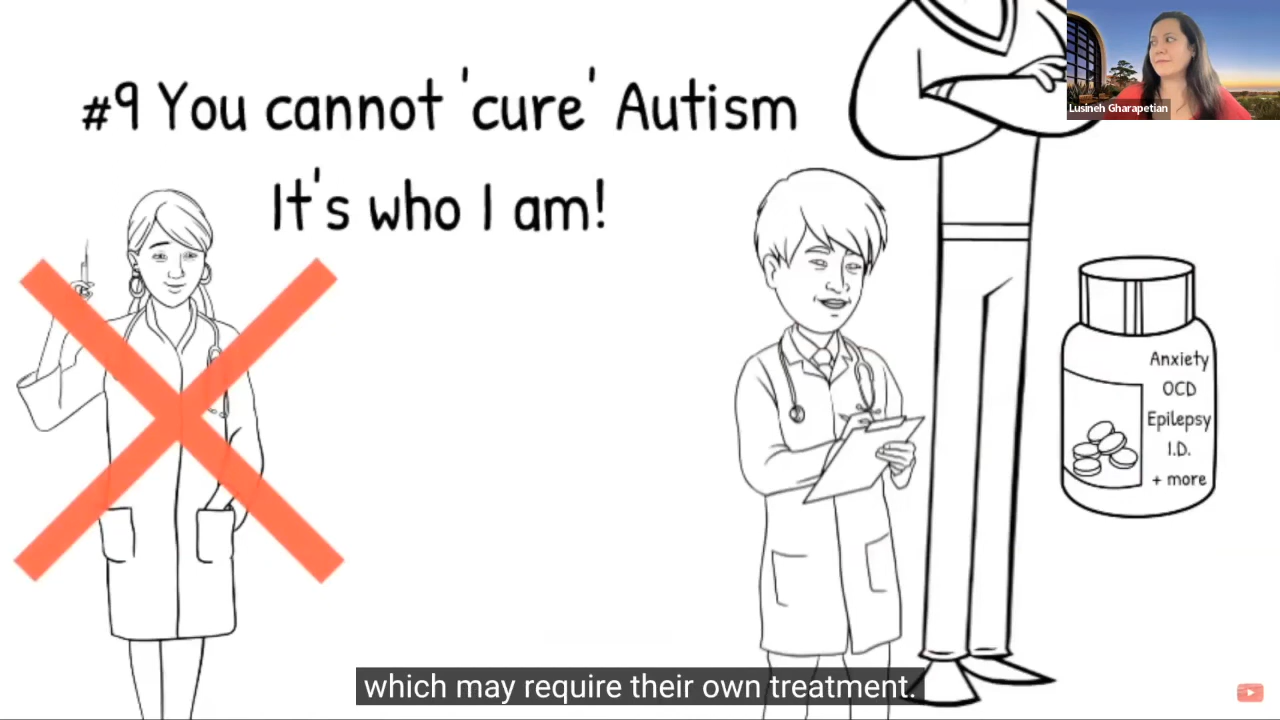 #9 You cannot 'cure' Autism
It's who I am!
Lusineh Gharapetian
Anxiety
OCD
Epilepsy
I.D.
+ more
which may require their own treatment.